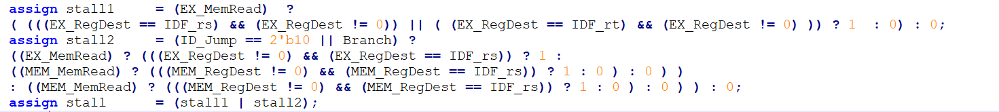 assign stall1     = (EX_MemRead)  ?
( (((EX_RegDest == IDF_rs) && (EX_RegDest != 0)) || ( (EX_RegDest == IDF_rt) && (EX_RegDest != 0) )) ? 1  : 0) : 0;
assign stall2     = (ID_Jump == 2'b10 || Branch) ?
((EX_MemRead) ? (((EX_RegDest != 0) && (EX_RegDest == IDF_rs)) ? 1 :
((MEM_MemRead) ? (((MEM_RegDest != 0) && (MEM_RegDest == IDF_rs)) ? 1 : 0 ) : 0 ) )
: ((MEM_MemRead) ? (((MEM_RegDest != 0) && (MEM_RegDest == IDF_rs)) ? 1 : 0 ) : 0 ) ) : 0;
assign stall      = (stall1 | stall2);